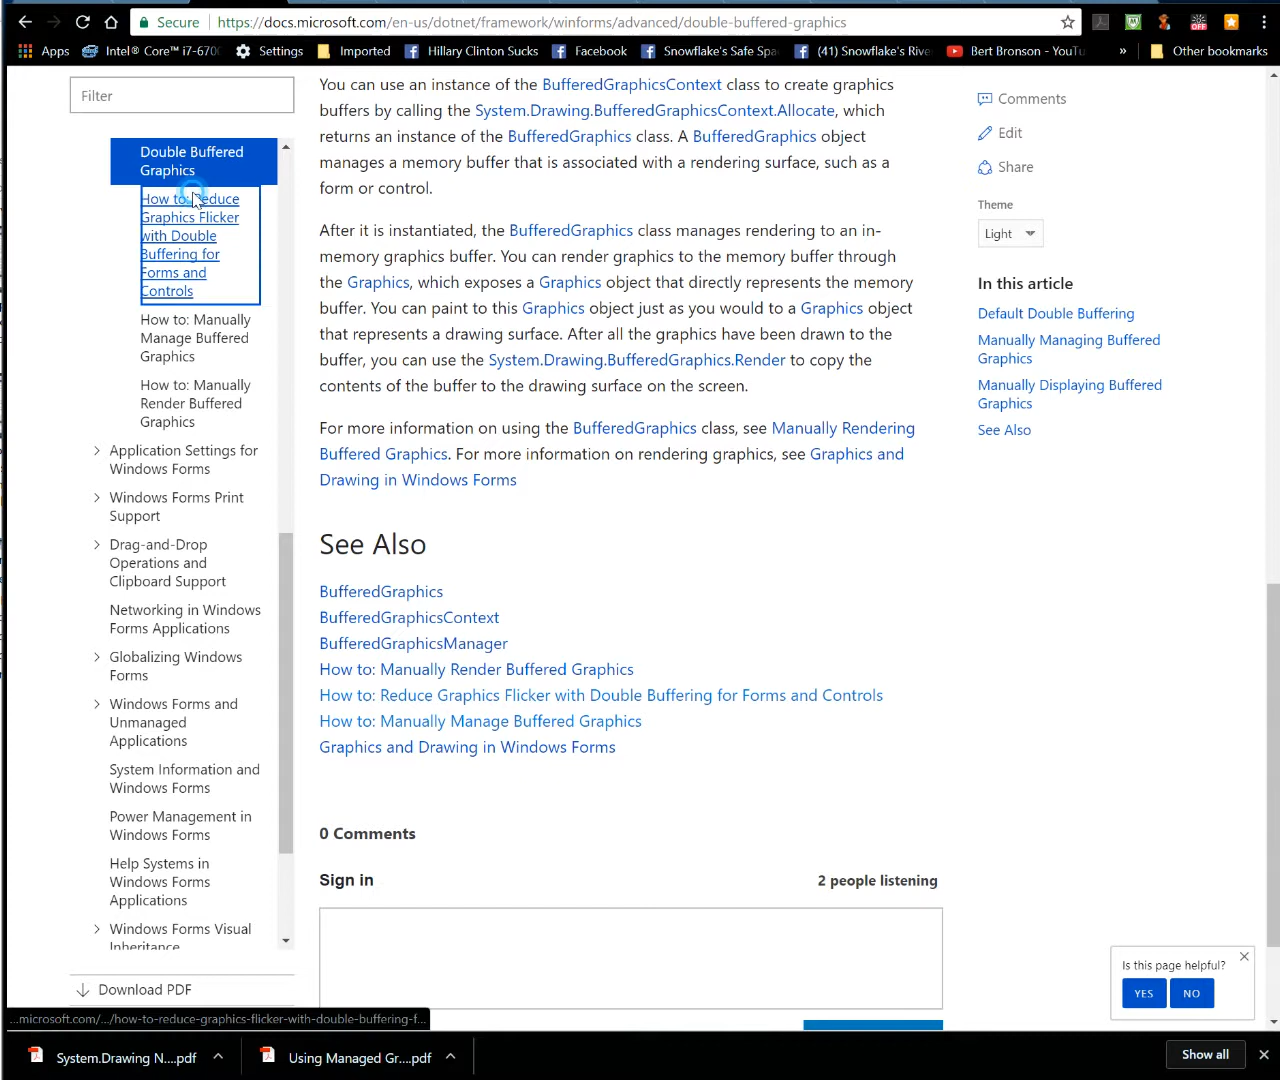 Secure https://docs.microsoft.com/en-us/dotnet/framework/winforms/advanced/double-buffered-graphics
Apps Intel® Core™ i7-670 Settings Imported Hillary Clinton Sucks Facebook Snowflake's Safe Spa (41) Snowflake's Rive Bert Bronson - YouTu » Other bookmarks
Filter
Double Buffered
Graphics
How to: Reduce
Graphics Flicker
with Double
Buffering for
Forms and
Controls
How to: Manually
Manage Buffered
Graphics
How to: Manually
Render Buffered
Graphics
Application Settings for
Windows Forms
Windows Forms Print
Support
Drag-and-Drop
Operations and
Clipboard Support
Networking in Windows
Forms Applications
Globalizing Windows
Forms
Windows Forms and
Unmanaged
Applications
System Information and
Windows Forms
Power Management in
Windows Forms
Help Systems in
Windows Forms
Applications
Windows Forms Visual
Inheritance
Download PDF
You can use an instance of the BufferedGraphicsContext class to create graphics
buffers by calling the System.Drawing.BufferedGraphicsContext.Allocate, which
returns an instance of the BufferedGraphics class. A BufferedGraphics object
manages a memory buffer that is associated with a rendering surface, such as a
form or control.
After it is instantiated, the BufferedGraphics class manages rendering to an in-
memory graphics buffer. You can render graphics to the memory buffer through
the Graphics, which exposes a Graphics object that directly represents the memory
buffer. You can paint to this Graphics object just as you would to a Graphics object
that represents a drawing surface. After all the graphics have been drawn to the
buffer, you can use the System.Drawing.BufferedGraphics.Render to copy the
contents of the buffer to the drawing surface on the screen.
For more information on using the BufferedGraphics class, see Manually Rendering
Buffered Graphics. For more information on rendering graphics, see Graphics and
Drawing in Windows Forms
See Also
BufferedGraphics
BufferedGraphicsContext
BufferedGraphicsManager
How to: Manually Render Buffered Graphics
How to: Reduce Graphics Flicker with Double Buffering for Forms and Controls
How to: Manually Manage Buffered Graphics
Graphics and Drawing in Windows Forms
0 Comments
Sign in 2 people listening
Comments
Edit
Share
Theme
Light
In this article
Default Double Buffering
Manually Managing Buffered
Graphics
Manually Displaying Buffered
Graphics
See Also
Is this page helpful?
YES NO
...microsoft.com/.../how-to-reduce-graphics-flicker-with-double-buffering-f...
System.Drawing N....pdf Using Managed Gr....pdf Show all